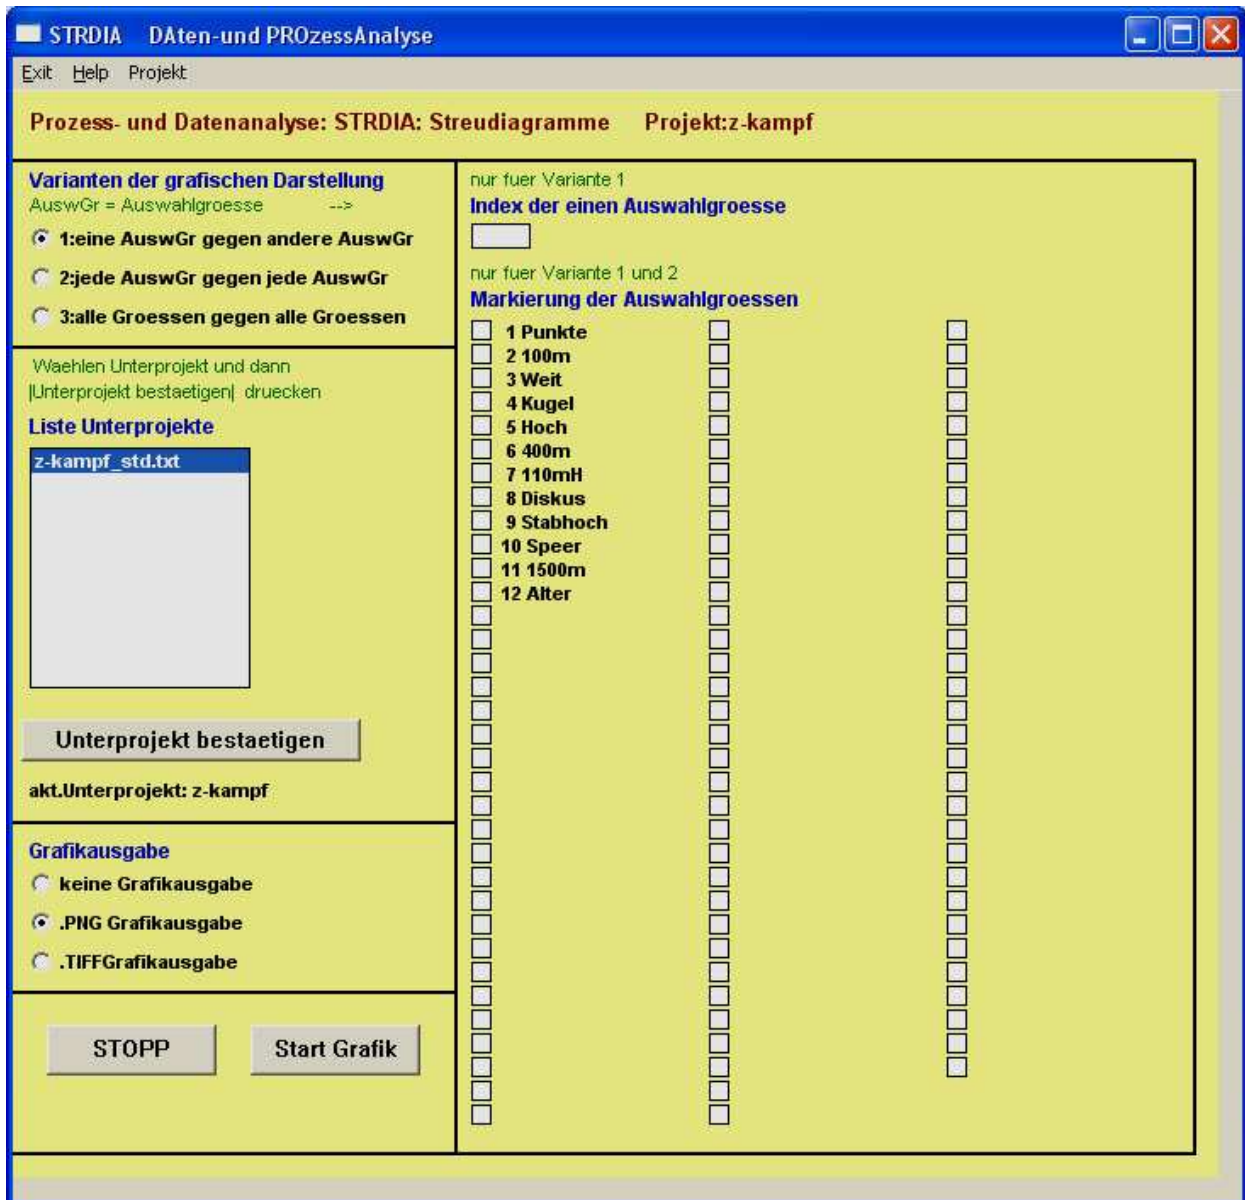 STRDIA DAten-und PROzessAnalyse
Exit Help Projekt
Prozess- und Datenanalyse: STRDIA: Streudiagramme Projekt:z-kampf
Varianten der grafischen Darstellung
AuswGr = Auswahlgroesse -->
1:eine AuswGr gegen andere AuswGr
2:jede AuswGr gegen jede AuswGr
3:alle Groessen gegen alle Groessen
Waehlen Unterprojekt und dann
|Unterprojekt bestaetigen| druecken
Liste Unterprojekte
z-kampf_std.txt
Unterprojekt bestaetigen
akt.Unterprojekt: z-kampf
Grafikausgabe
keine Grafikausgabe
.PNG Grafikausgabe
.TIFFGrafikausgabe
STOPP Start Grafik
nur fuer Variante 1
Index der einen Auswahlgroesse
nur fuer Variante 1 und 2
Markierung der Auswahlgroessen
1 Punkte
2 100m
3 Weit
4 Kugel
5 Hoch
6 400m
7 110mH
8 Diskus
9 Stabhoch
10 Speer
11 1500m
12 Alter